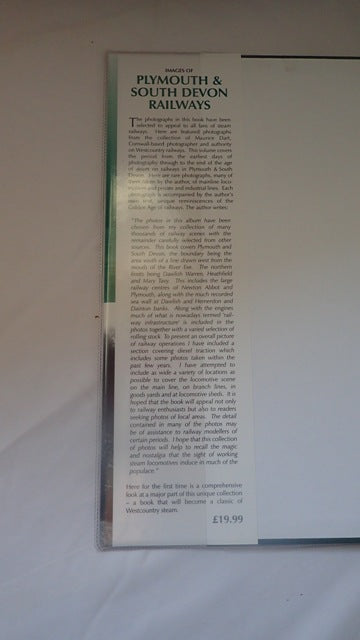 IMAGES OF
PLYMOUTH &
SOUTH DEVON
RAILWAYS
The photographs in this book have been
selected to appeal to all fans of steam
railways. Here are featured photographs
from the collection of Maurice Dart,
Cornwall-based photographer and authority
on Westcountry railways. This volume covers
the period from the earliest days of
photography through to the end of the age
of steam on railways in Plymouth & South
Devon. Here are rare photographs, many of
them taken by the author, of mainline loco-
motives and private and industrial lines. Each
photograph is accompanied by the author's
own text, unique reminiscences of the
Golden Age of railways. The author writes:
"The photos in this album have been
chosen from my collection of many
thousands of railway scenes with the
remainder carefully selected from other
sources. This book covers Plymouth and
South Devon, the boundary being the
area south of a line drawn west from the
mouth of the River Exe. The northern
limits being Dawlish Warren, Heathfield
and Mary Tavy. This includes the large
railway centres of Newton Abbot and
Plymouth, along with the much recorded
sea wall at Dawlish and Hemerdon and
Dainton banks. Along with the engines
much of what is nowadays termed 'rail-
way infrastructure' is included in the
photos together with a varied selection of
rolling stock. To present an overall picture
of railway operations I have included a
section covering diesel traction which
includes some photos taken within the
past few years. I have attempted to
include as wide a variety of locations as
possible to cover the locomotive scene
on the main line, on branch lines, in
goods yards and at locomotive sheds. It is
hoped that the book will appeal not only
to railway enthusiasts but also to readers
seeking photos of local areas. The detail
contained in many of the photos may
be of assistance to railway modellers of
certain periods. I hope that this collection
of photos will help to recall the magic
and nostalgia that the sight of working
steam locomotives induce in much of the
populace."
Here for the first time is a comprehensive
look at a major part of this unique collection
– a book that will become a classic of
Westcountry steam.
£19.99